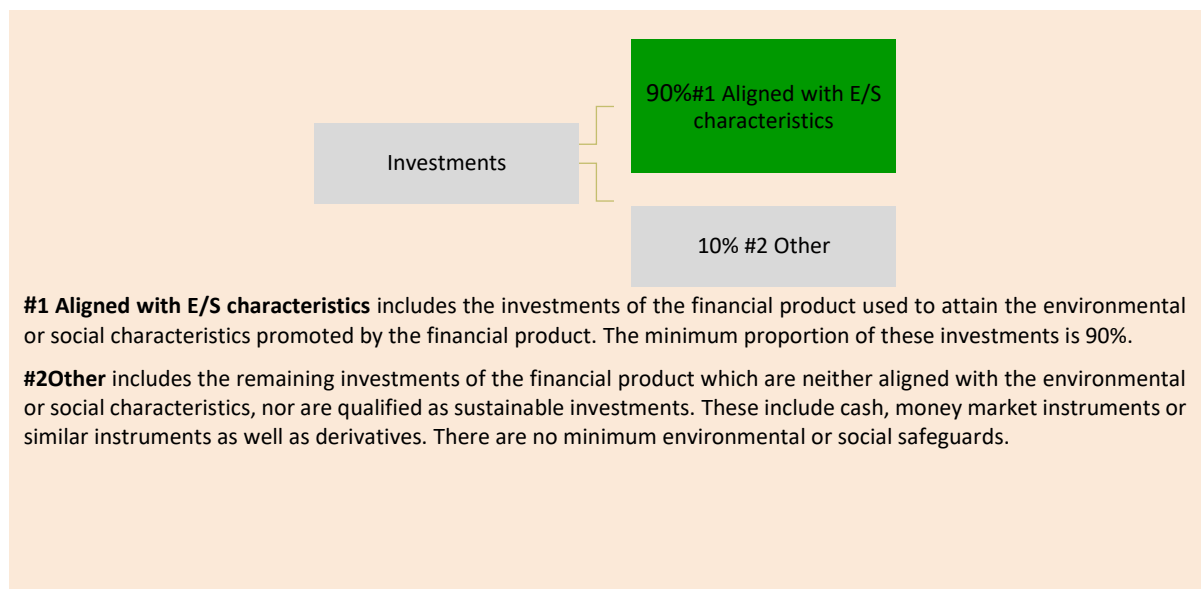 90%#1 Aligned with E/S
characteristics
Investments
10% #2 Other
#1 Aligned with E/S characteristics includes the investments of the financial product used to attain the environmental
or social characteristics promoted by the financial product. The minimum proportion of these investments is 90%.
#2Other includes the remaining investments of the financial product which are neither aligned with the environmental
or social characteristics, nor are qualified as sustainable investments. These include cash, money market instruments or
similar instruments as well as derivatives. There are no minimum environmental or social safeguards.